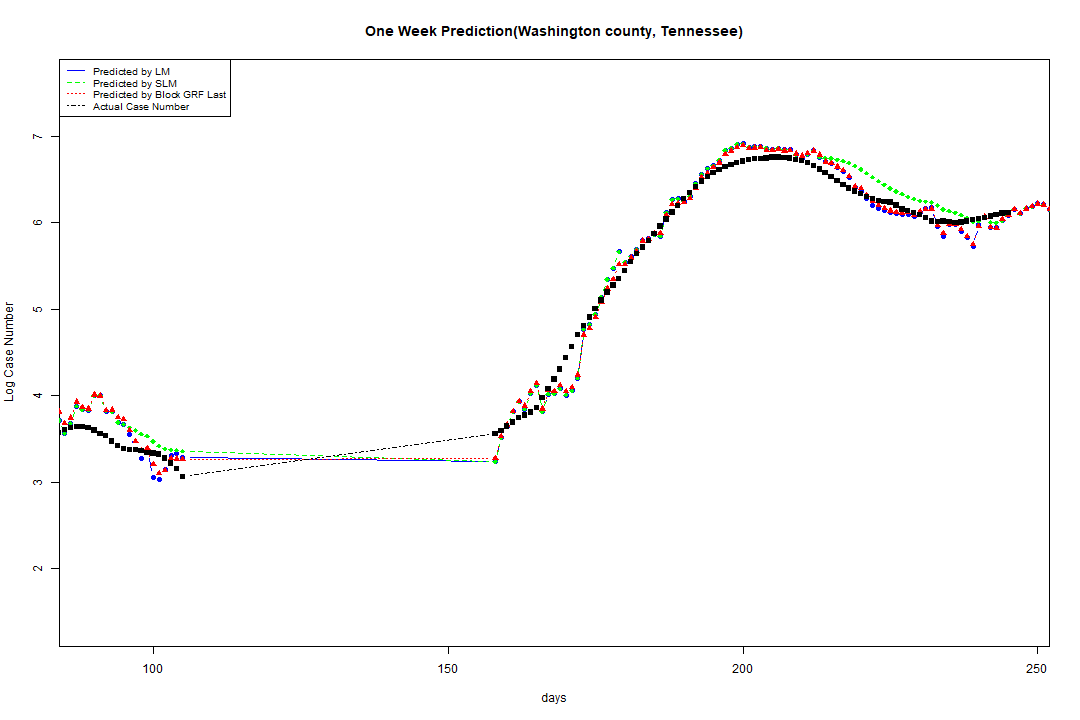 One Week Prediction(Washington county, Tennessee)
Predicted by LM
Predicted by SLM
Predicted by Block GRF Last
Actual Case Number
7
6
5
4
3
2
Log Case Number
100
150
200
250
days